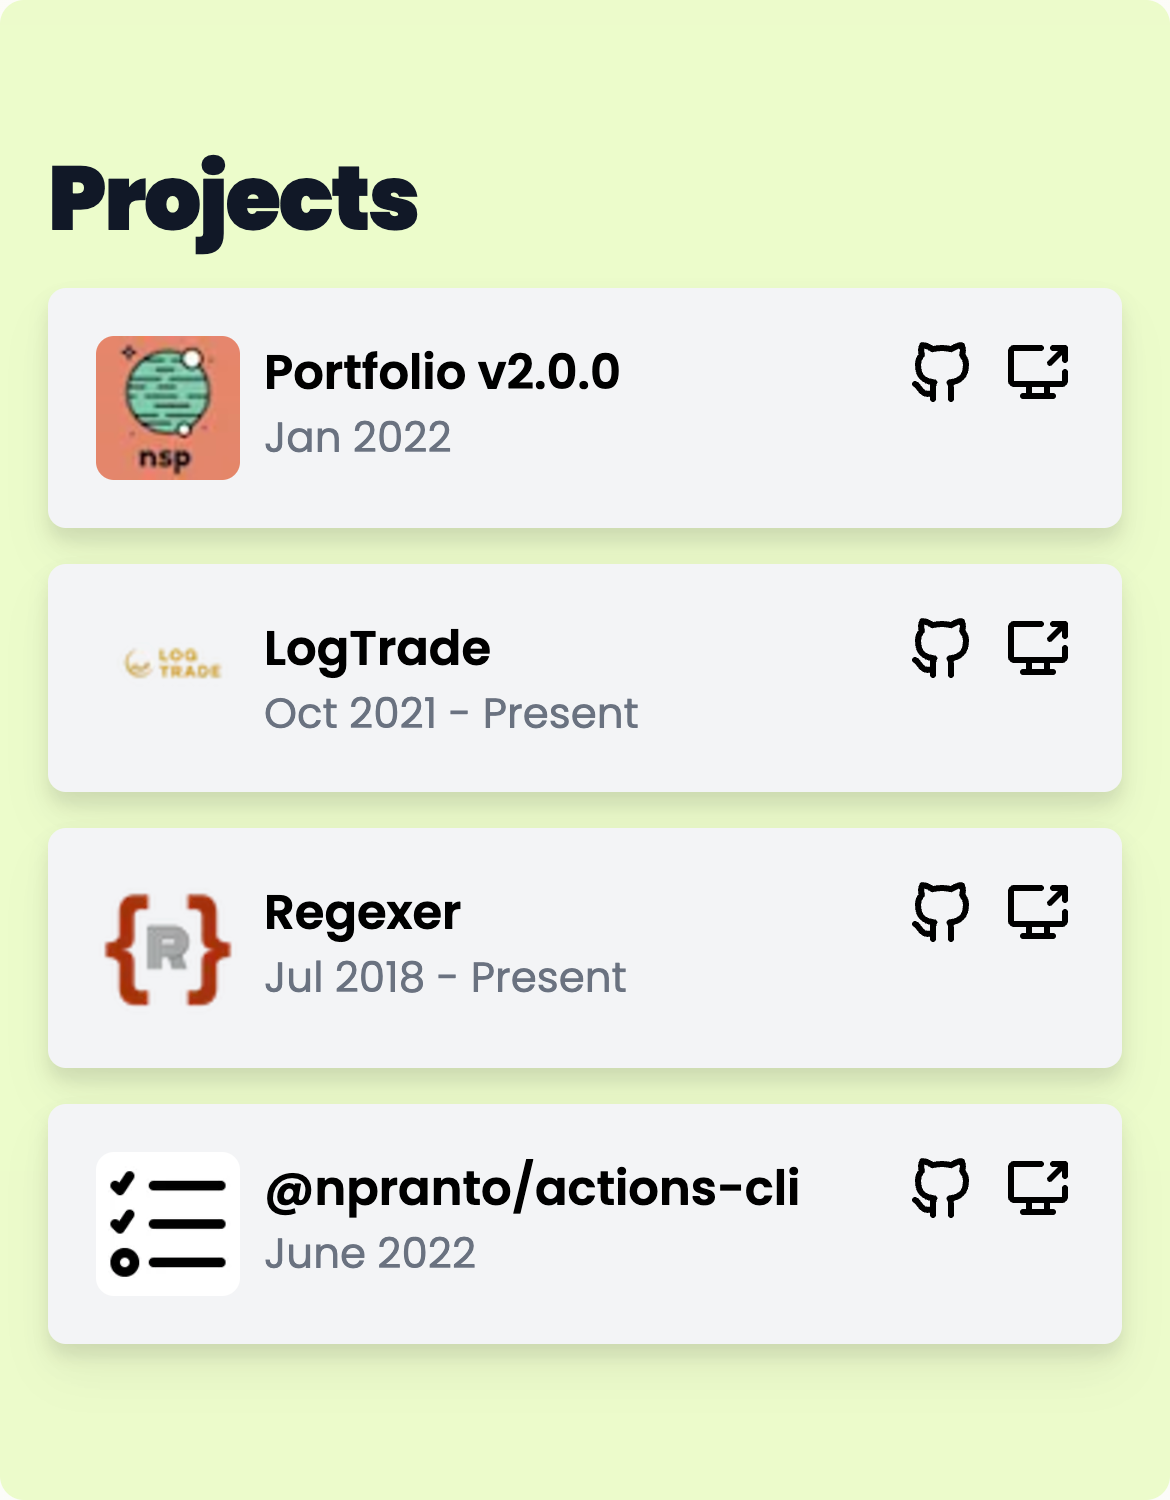 Projects
nsp
Portfolio v2.0.0
Jan 2022
LOG
TRADE
LogTrade
Oct 2021 - Present
R
Regexer
Jul 2018 - Present
@npranto/actions-cli
June 2022